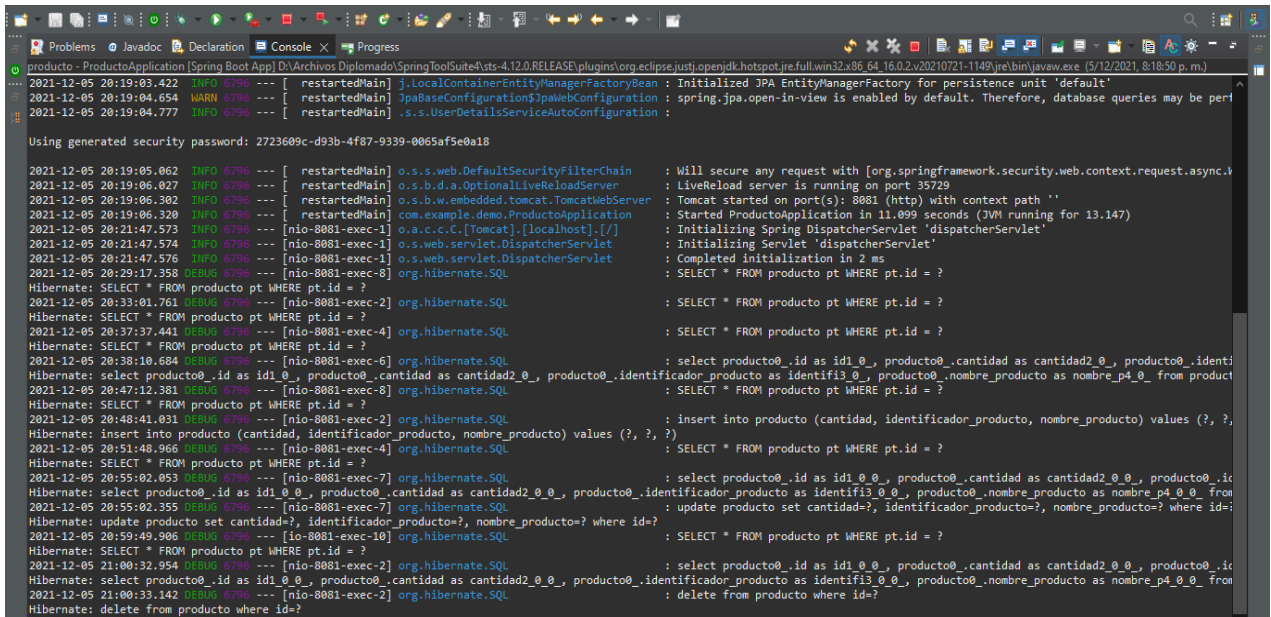 Problems @ Javadoc Declaration Console Progress
producto - ProductoApplication [Spring Boot App] D:\Archivos Diplomado\SpringToolSuite4\sts-4.12.0.RELEASE\plugins\org.eclipse.justj.openjdk.hotspot.jre.full.win32.x86_64_16.0.2.v20210721-1149\jre\bin\javaw.exe (5/12/2021, 8:18:50 p. m.)
2021-12-05 20:19:03.422 INFO 6796 --- [ restartedMain] j.LocalContainerEntityManagerFactoryBean : Initialized JPA EntityManagerFactory for persistence unit 'default'
2021-12-05 20:19:04.654 WARN 6796 --- [ restartedMain] JpaBaseConfiguration$JpaWebConfiguration : spring.jpa.open-in-view is enabled by default. Therefore, database queries may be perf
2021-12-05 20:19:04.777 INFO 6796 --- [ restartedMain] .s.s.UserDetailsServiceAutoConfiguration :
Using generated security password: 2723609c-d93b-4f87-9339-0065af5e0a18
2021-12-05 20:19:05.062 INFO 6796 --- [ restartedMain] o.s.s.web.DefaultSecurityFilterChain : Will secure any request with [org.springframework.security.web.context.request.async.W
2021-12-05 20:19:06.027 INFO 6796 --- [ restartedMain] o.s.b.d.a.OptionalLiveReloadServer : LiveReload server is running on port 35729
2021-12-05 20:19:06.302 INFO 6796 --- [ restartedMain] o.s.b.w.embedded.tomcat.TomcatWebServer : Tomcat started on port(s): 8081 (http) with context path ''
2021-12-05 20:19:06.320 INFO 6796 --- [ restartedMain] com.example.demo.ProductoApplication : Started ProductoApplication in 11.099 seconds (JVM running for 13.147)
2021-12-05 20:21:47.573 INFO 6796 --- [nio-8081-exec-1] o.a.c.c.C.[Tomcat].[localhost].[/] : Initializing Spring DispatcherServlet 'dispatcherServlet'
2021-12-05 20:21:47.574 INFO 6796 --- [nio-8081-exec-1] o.s.web.servlet.DispatcherServlet : Initializing Servlet 'dispatcherServlet'
2021-12-05 20:21:47.576 INFO 6796 --- [nio-8081-exec-1] o.s.web.servlet.DispatcherServlet : Completed initialization in 2 ms
2021-12-05 20:29:17.358 DEBUG 6796 --- [nio-8081-exec-8] org.hibernate.SQL : SELECT * FROM producto pt WHERE pt.id = ?
Hibernate: SELECT * FROM producto pt WHERE pt.id = ?
2021-12-05 20:33:01.761 DEBUG 6796 --- [nio-8081-exec-2] org.hibernate.SQL : SELECT * FROM producto pt WHERE pt.id = ?
Hibernate: SELECT * FROM producto pt WHERE pt.id = ?
2021-12-05 20:37:37.441 DEBUG 6796 --- [nio-8081-exec-4] org.hibernate.SQL : SELECT * FROM producto pt WHERE pt.id = ?
Hibernate: SELECT * FROM producto pt WHERE pt.id = ?
2021-12-05 20:38:10.684 DEBUG 6796 --- [nio-8081-exec-6] org.hibernate.SQL : select producto0_.id as id1_0_, producto0_.cantidad as cantidad2_0_, producto0_.identi
Hibernate: select producto0_.id as id1_0_, producto0_.cantidad as cantidad2_0_, producto0_.identificador_producto as identifi3_0_, producto0_.nombre_producto as nombre_p4_0_ from product
2021-12-05 20:47:12.381 DEBUG 6796 --- [nio-8081-exec-8] org.hibernate.SQL : SELECT * FROM producto pt WHERE pt.id = ?
Hibernate: SELECT * FROM producto pt WHERE pt.id = ?
2021-12-05 20:48:41.031 DEBUG 6796 --- [nio-8081-exec-2] org.hibernate.SQL : insert into producto (cantidad, identificador_producto, nombre_producto) values (?, ?,
Hibernate: insert into producto (cantidad, identificador_producto, nombre_producto) values (?, ?, ?)
2021-12-05 20:51:48.966 DEBUG 6796 --- [nio-8081-exec-4] org.hibernate.SQL : SELECT * FROM producto pt WHERE pt.id = ?
Hibernate: SELECT * FROM producto pt WHERE pt.id = ?
2021-12-05 20:55:02.053 DEBUG 6796 --- [nio-8081-exec-7] org.hibernate.SQL : select producto0_.id as id1_0_0_, producto0_.cantidad as cantidad2_0_0_, producto0_.id
Hibernate: select producto0_.id as id1_0_0_, producto0_.cantidad as cantidad2_0_0_, producto0_.identificador_producto as identifi3_0_0_, producto0_.nombre_producto as nombre_p4_0_0_ from
2021-12-05 20:55:02.355 DEBUG 6796 --- [nio-8081-exec-7] org.hibernate.SQL : update producto set cantidad=?, identificador_producto=?, nombre_producto=? where id=?
Hibernate: update producto set cantidad=?, identificador_producto=?, nombre_producto=? where id=?
2021-12-05 20:59:49.906 DEBUG 6796 --- [io-8081-exec-10] org.hibernate.SQL : SELECT * FROM producto pt WHERE pt.id = ?
Hibernate: SELECT * FROM producto pt WHERE pt.id = ?
2021-12-05 21:00:32.954 DEBUG 6796 --- [nio-8081-exec-2] org.hibernate.SQL : select producto0_.id as id1_0_0_, producto0_.cantidad as cantidad2_0_0_, producto0_.id
Hibernate: select producto0_.id as id1_0_0_, producto0_.cantidad as cantidad2_0_0_, producto0_.identificador_producto as identifi3_0_0_, producto0_.nombre_producto as nombre_p4_0_0_ from
2021-12-05 21:00:33.142 DEBUG 6796 --- [nio-8081-exec-2] org.hibernate.SQL : delete from producto where id=?
Hibernate: delete from producto where id=?